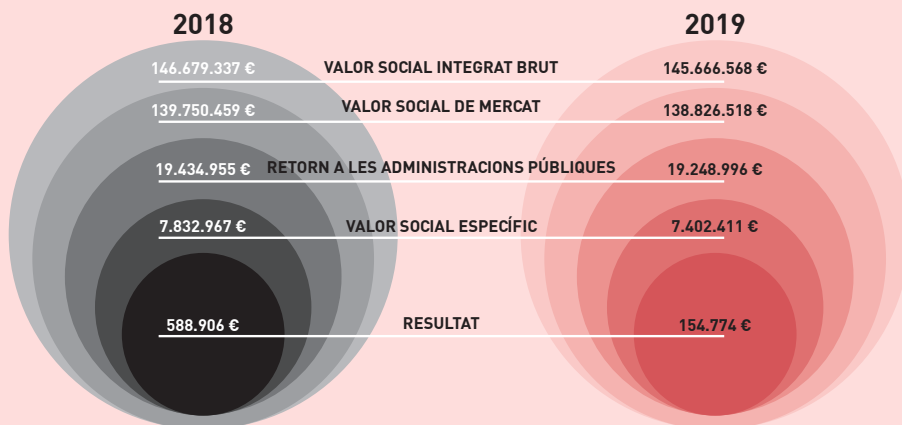 2018 2019
146.679.337 € VALOR SOCIAL INTEGRAT BRUT 145.666.568 €
139.750.459 € VALOR SOCIAL DE MERCAT 138.826.518 €
19.434.955 € RETORN A LES ADMINISTRACIONS PÚBLIQUES 19.248.996 €
7.832.967 € VALOR SOCIAL ESPECÍFIC 7.402.411 €
588.906 € RESULTAT 154.774 €